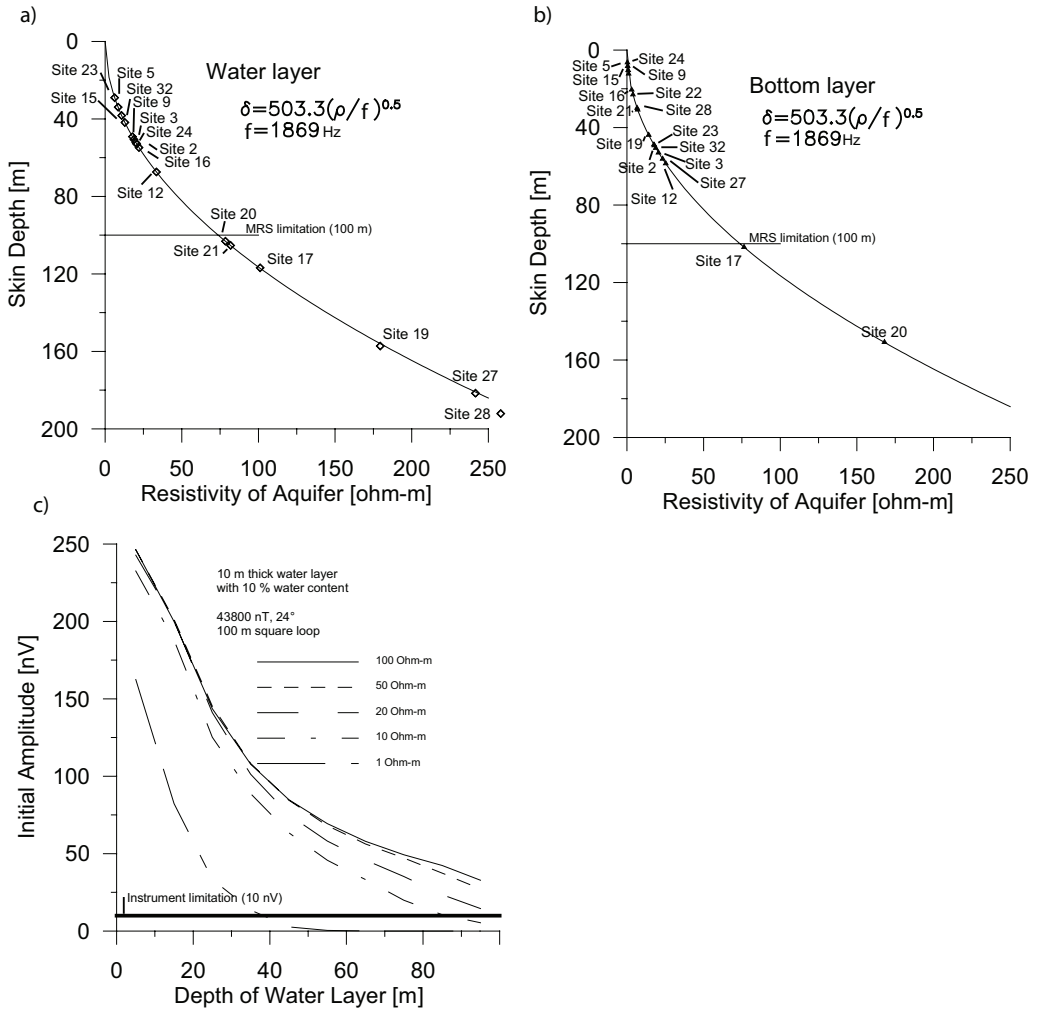 a)
Water layer
δ=503.3(ρ/f)0.5
f=1869 Hz
Site 23
Site 5
Site 32
Site 15
Site 9
Site 3
Site 24
Site 2
Site 16
Site 12
Site 20
MRS limitation (100 m)
Site 21
Site 17
Site 19
Site 27
Site 28
0
40
80
120
160
200
Skin Depth [m]
0 50 100 150 200 250
Resistivity of Aquifer [ohm-m]
b)
Bottom layer
δ=503.3(ρ/f)0.5
f=1869Hz
Site 24
Site 5
Site 9
Site 15
Site 22
Site 16
Site 28
Site 21
Site 23
Site 19
Site 32
Site 2
Site 3
Site 27
Site 12
MRS limitation (100 m)
Site 17
Site 20
0
40
80
120
160
200
Skin Depth [m]
0 50 100 150 200 250
Resistivity of Aquifer [ohm-m]
c)
10 m thick water layer
with 10 % water content
43800 nT, 24°
100 m square loop
100 Ohm-m
50 Ohm-m
20 Ohm-m
10 Ohm-m
1 Ohm-m
Instrument limitation (10 nV)
250
200
150
100
50
0
Initial Amplitude [nV]
0 20 40 60 80
Depth of Water Layer [m]